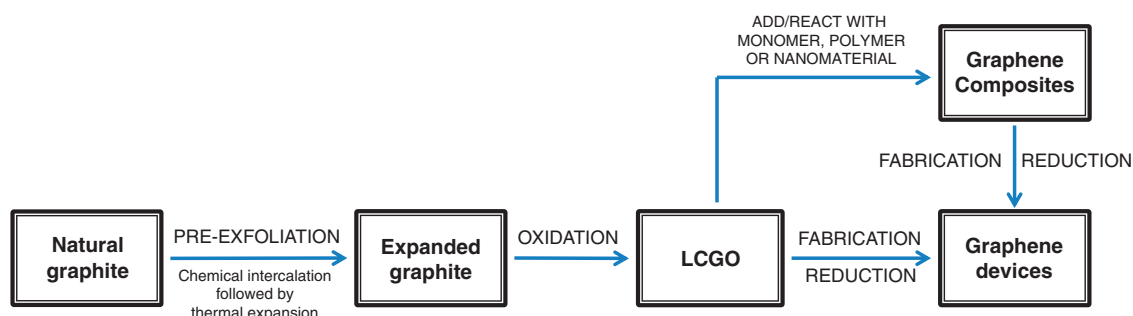 ADD/REACT WITH
MONOMER, POLYMER
OR NANOMATERIAL
Graphene
Composites
FABRICATION REDUCTION
Natural
graphite
PRE-EXFOLIATION
Chemical intercalation
followed by
thermal expansion
Expanded
graphite
OXIDATION
LCGO
FABRICATION
REDUCTION
Graphene
devices